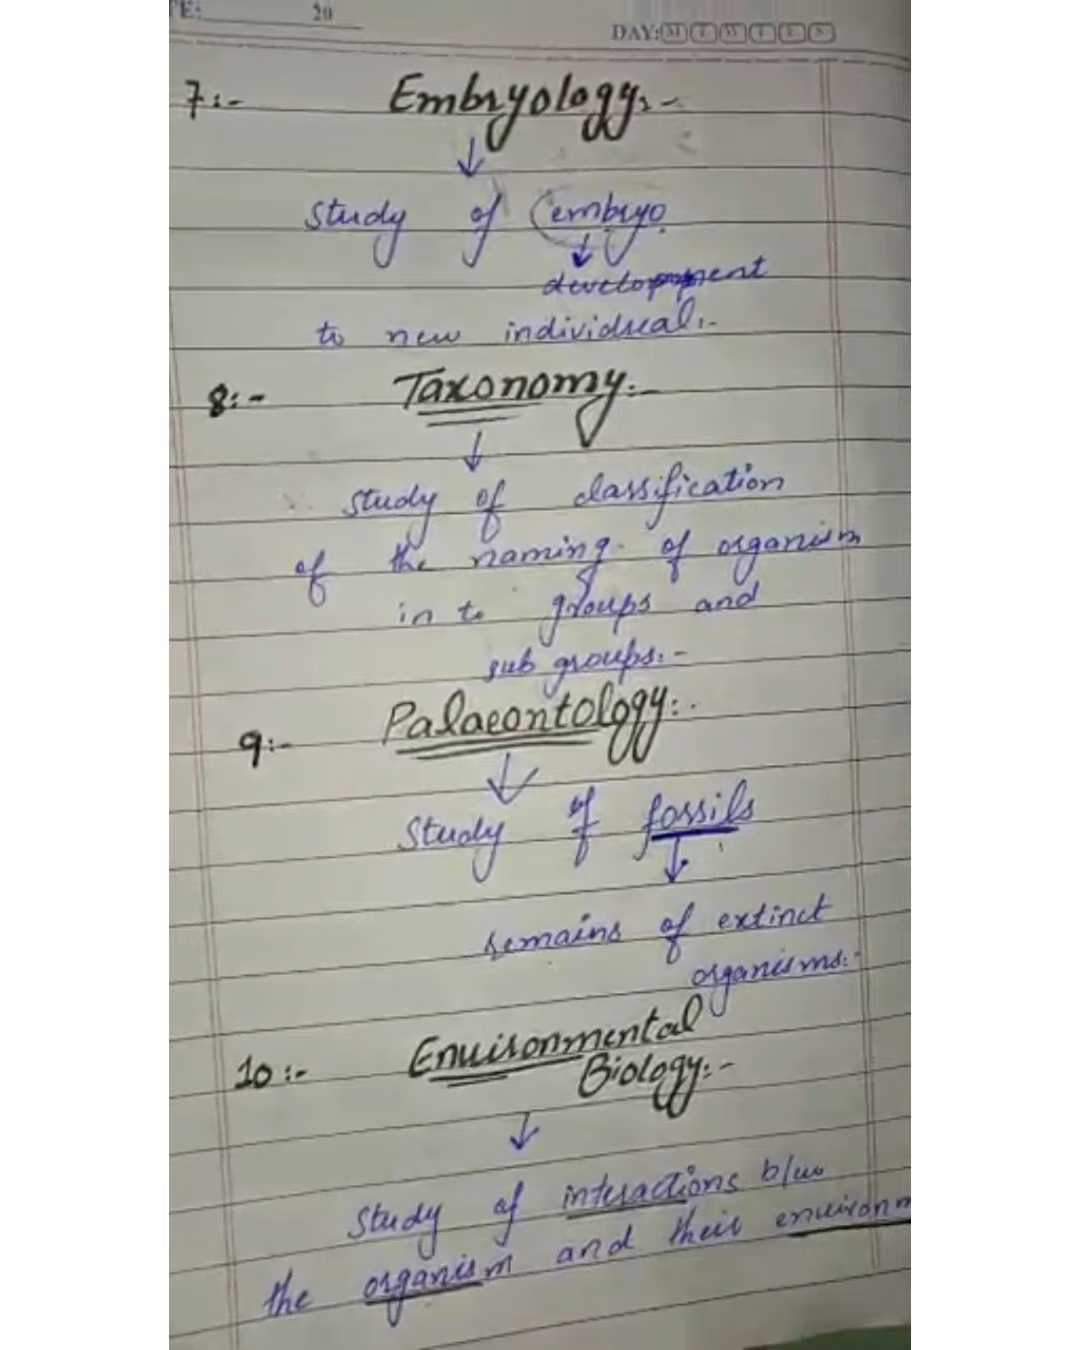 TE: 20
DAY: M T W T F S
7:- Embryology:-
↓
Study of embryo.
↓
development
to new individual:-
8:- Taxonomy:-
↓
Study of classification
of the naming of organism
in to groups and
sub groups:-
9:- Palaeontology:-
↓
Study of fossils
↓
remains of extinct
organisms:-
10:- Environmental
Biology:-
↓
Study of interactions b/w
the organism and their environm